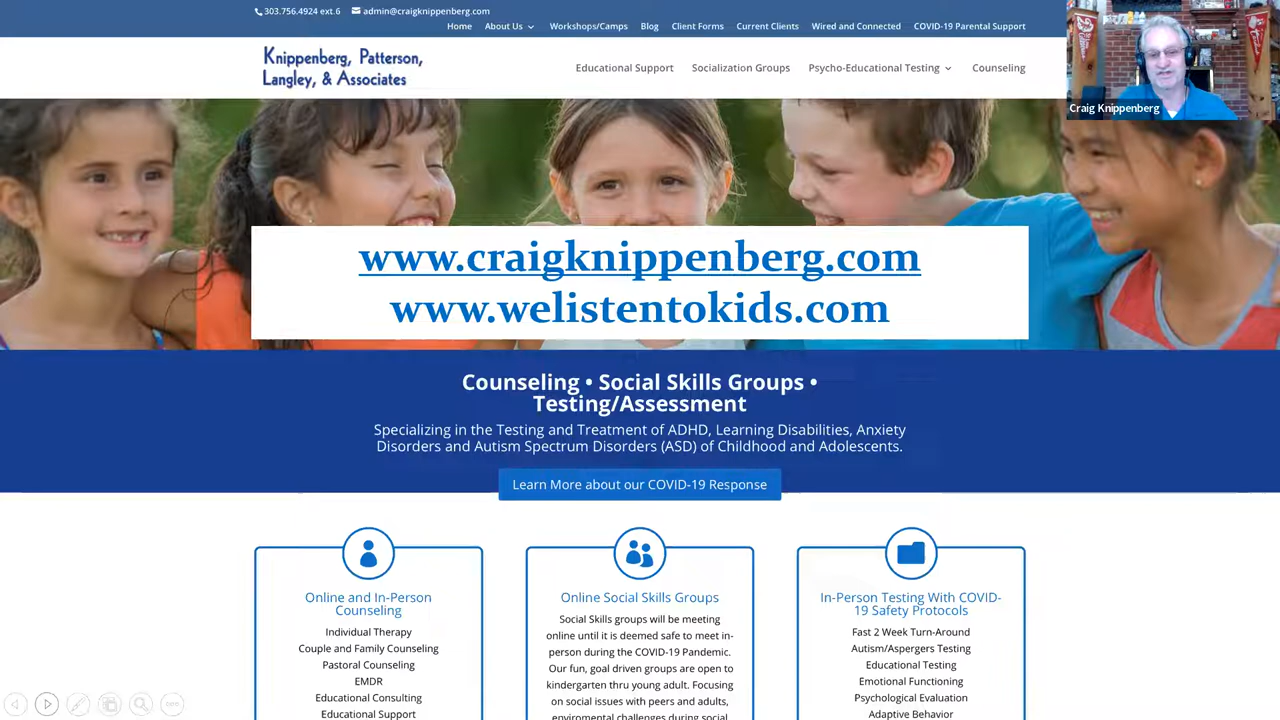 303.756.4924 ext.6 admin@craigknippenberg.com
Home About Us Workshops/Camps Blog Client Forms Current Clients Wired and Connected COVID-19 Parental Support
Knippenberg, Patterson,
Langley, & Associates
Educational Support Socialization Groups Psycho-Educational Testing Counseling
Craig Knippenberg
www.craigknippenberg.com
www.welistentokids.com
Counseling • Social Skills Groups •
Testing/Assessment
Specializing in the Testing and Treatment of ADHD, Learning Disabilities, Anxiety
Disorders and Autism Spectrum Disorders (ASD) of Childhood and Adolescents.
Learn More about our COVID-19 Response
Online and In-Person
Counseling
Individual Therapy
Couple and Family Counseling
Pastoral Counseling
EMDR
Educational Consulting
Educational Support
Online Social Skills Groups
Social Skills groups will be meeting
online until it is deemed safe to meet in-
person during the COVID-19 Pandemic.
Our fun, goal driven groups are open to
kindergarten thru young adult. Focusing
on social issues with peers and adults,
enviromental challenges during social
In-Person Testing With COVID-
19 Safety Protocols
Fast 2 Week Turn-Around
Autism/Aspergers Testing
Educational Testing
Emotional Functioning
Psychological Evaluation
Adaptive Behavior